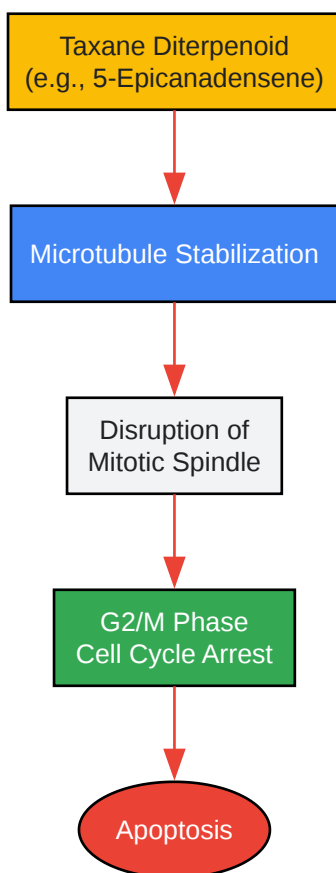 Taxane Diterpenoid
(e.g., 5-Epicanadensene)
Microtubule Stabilization
Disruption of
Mitotic Spindle
G2/M Phase
Cell Cycle Arrest
Apoptosis